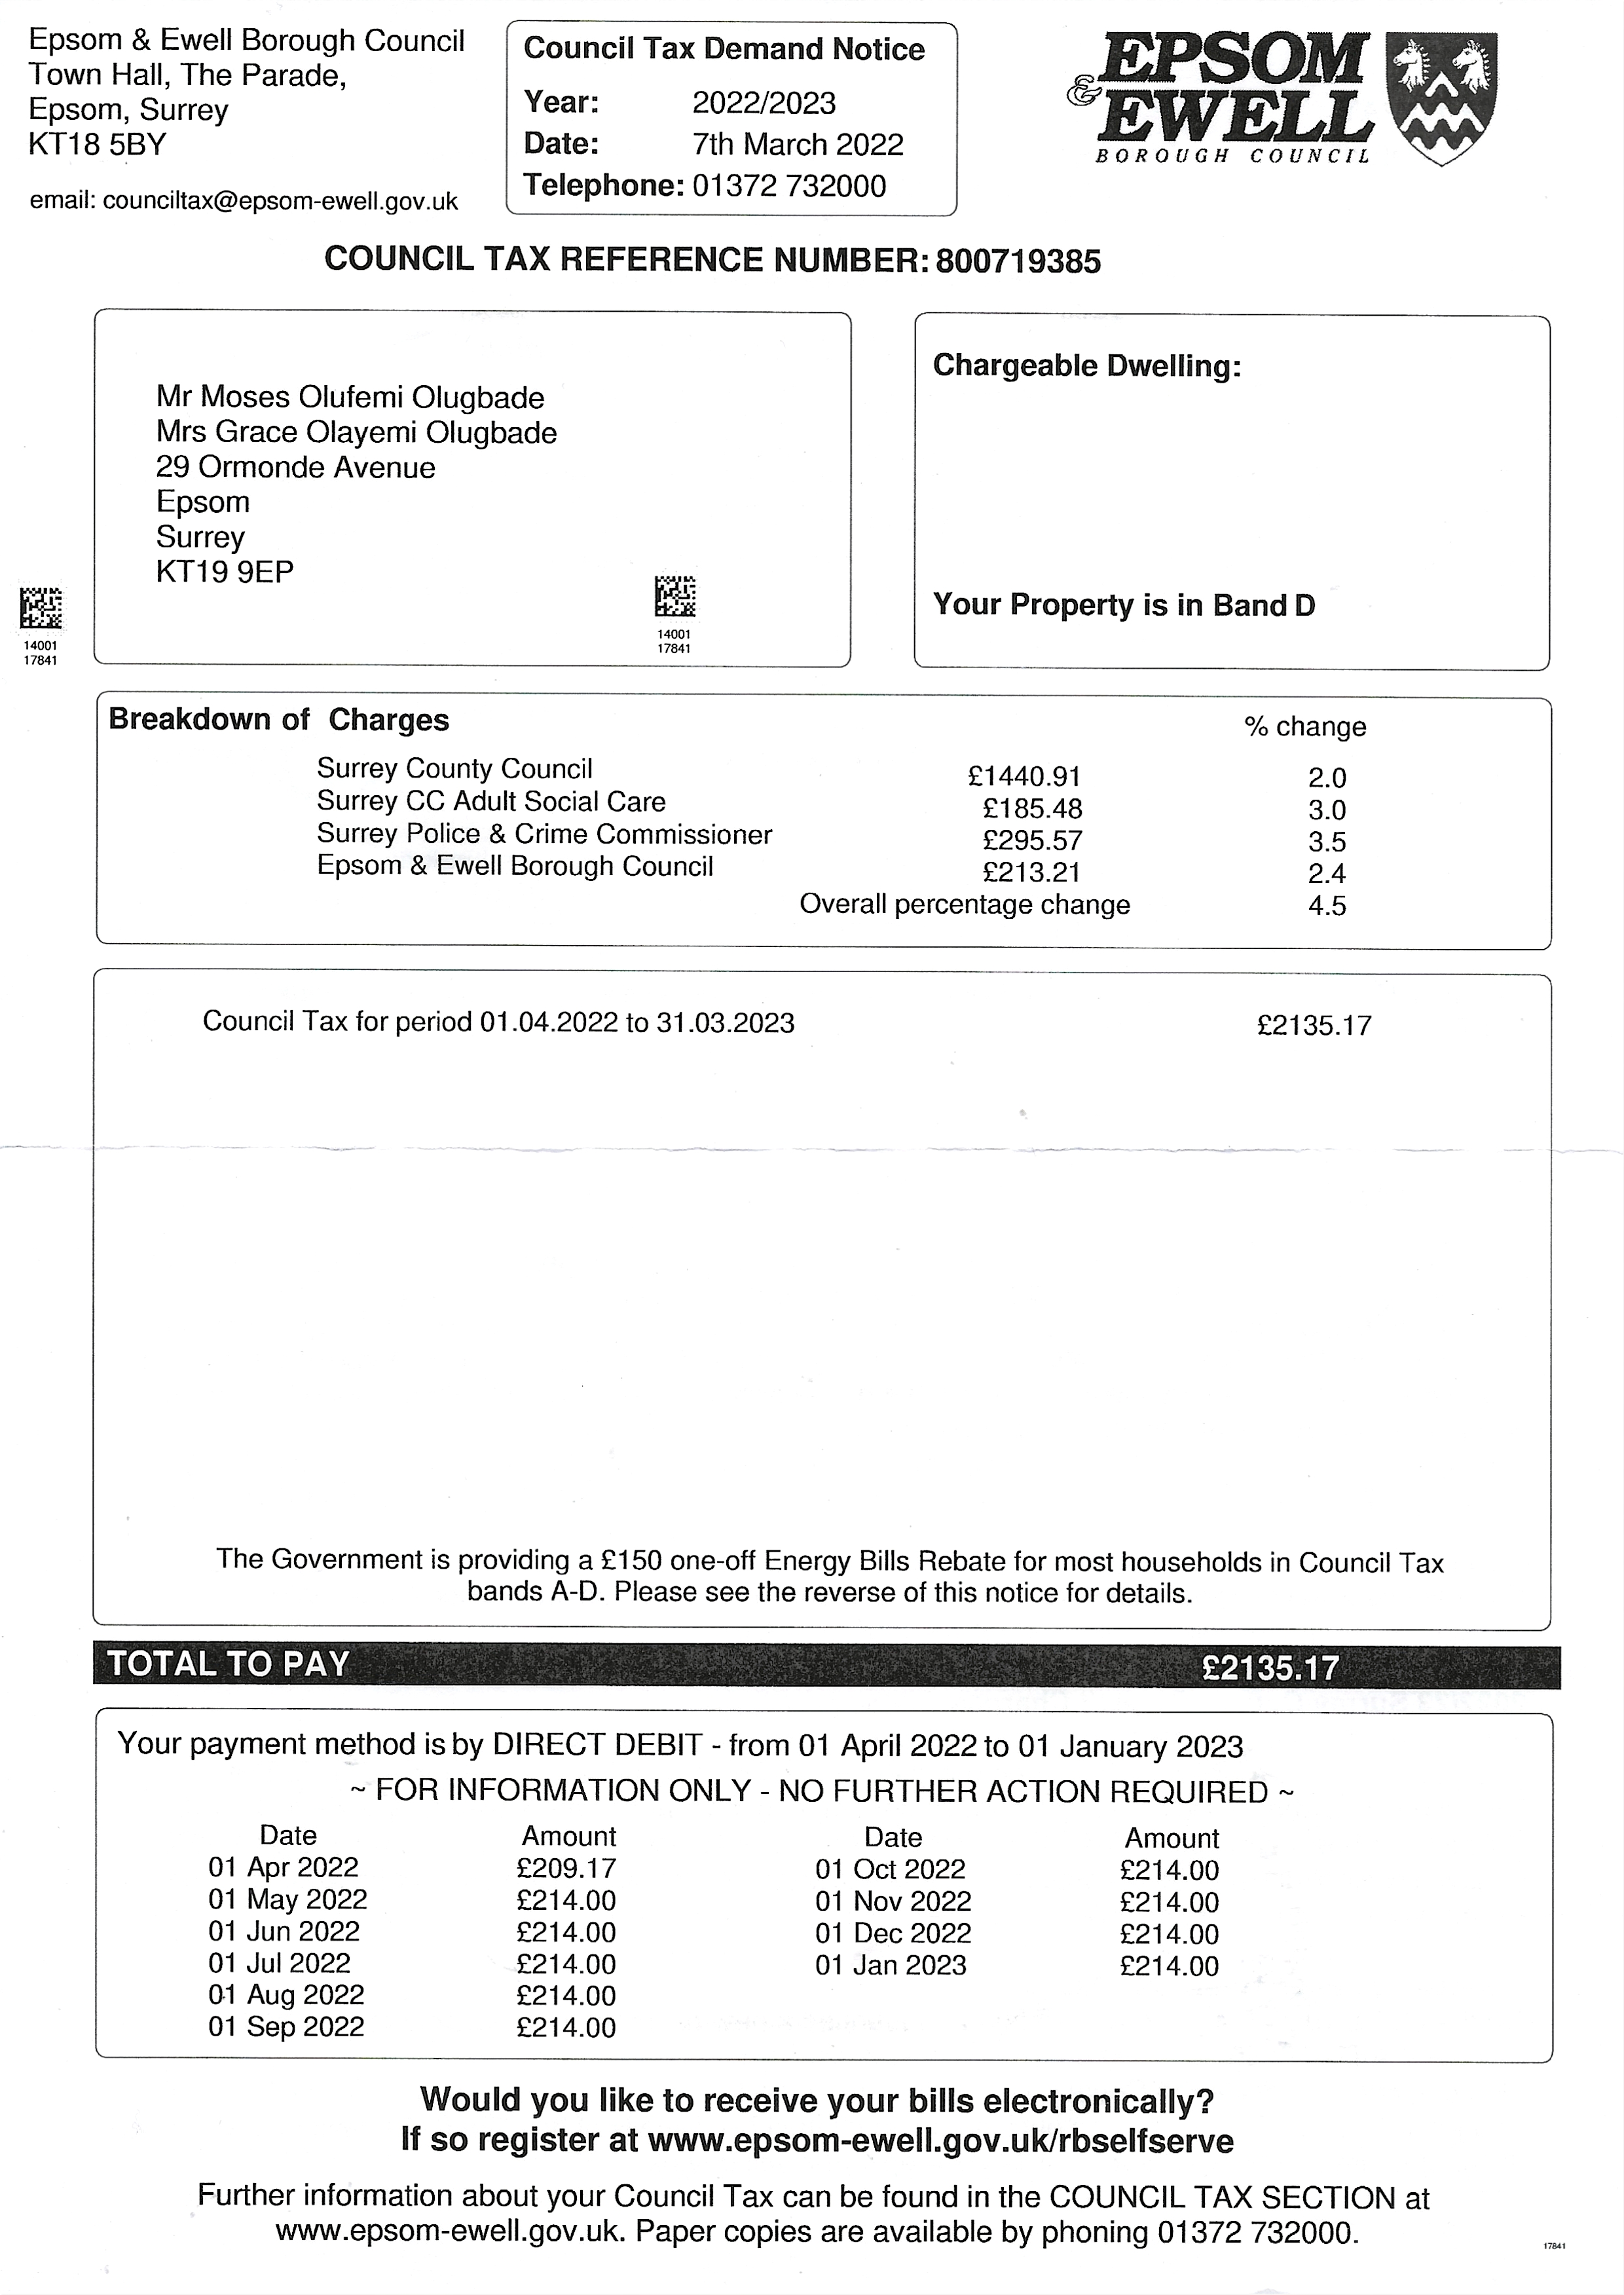 Epsom & Ewell Borough Council
Town Hall, The Parade,
Epsom, Surrey
KT18 5BY
email: counciltax@epsom-ewell.gov.uk
Council Tax Demand Notice
Year: 2022/2023
Date: 7th March 2022
Telephone: 01372 732000
EPSOM
& EWELL
BOROUGH COUNCIL
COUNCIL TAX REFERENCE NUMBER: 800719385
Mr Moses Olufemi Olugbade
Mrs Grace Olayemi Olugbade
29 Ormonde Avenue
Epsom
Surrey
KT19 9EP
14001
17841
14001
17841
Chargeable Dwelling:
Your Property is in Band D
Breakdown of Charges % change
Surrey County Council £1440.91 2.0
Surrey CC Adult Social Care £185.48 3.0
Surrey Police & Crime Commissioner £295.57 3.5
Epsom & Ewell Borough Council £213.21 2.4
Overall percentage change 4.5
Council Tax for period 01.04.2022 to 31.03.2023 £2135.17
The Government is providing a £150 one-off Energy Bills Rebate for most households in Council Tax
bands A-D. Please see the reverse of this notice for details.
TOTAL TO PAY £2135.17
Your payment method is by DIRECT DEBIT - from 01 April 2022 to 01 January 2023
~ FOR INFORMATION ONLY - NO FURTHER ACTION REQUIRED ~
Date Amount Date Amount
01 Apr 2022 £209.17 01 Oct 2022 £214.00
01 May 2022 £214.00 01 Nov 2022 £214.00
01 Jun 2022 £214.00 01 Dec 2022 £214.00
01 Jul 2022 £214.00 01 Jan 2023 £214.00
01 Aug 2022 £214.00
01 Sep 2022 £214.00
Would you like to receive your bills electronically?
If so register at www.epsom-ewell.gov.uk/rbselfserve
Further information about your Council Tax can be found in the COUNCIL TAX SECTION at
www.epsom-ewell.gov.uk. Paper copies are available by phoning 01372 732000.
17841